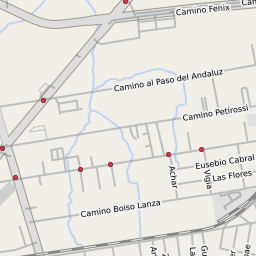 Camino Fenix
Camino al Paso del Andaluz
Camino Petirossi
Eusebio Cabral
Achar
Vigia
Las Flores
Camino Boiso Lanza